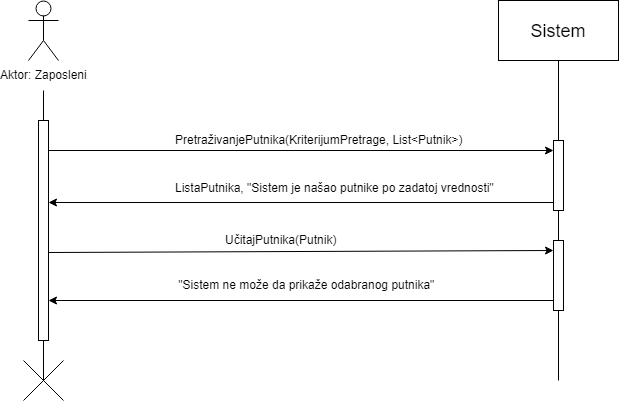 Sistem
Aktor: Zaposleni
PretraživanjePutnika(KriterijumPretrage, List<Putnik>)
ListaPutnika, "Sistem je našao putnike po zadatoj vrednosti"
UčitajPutnika(Putnik)
"Sistem ne može da prikaže odabranog putnika"